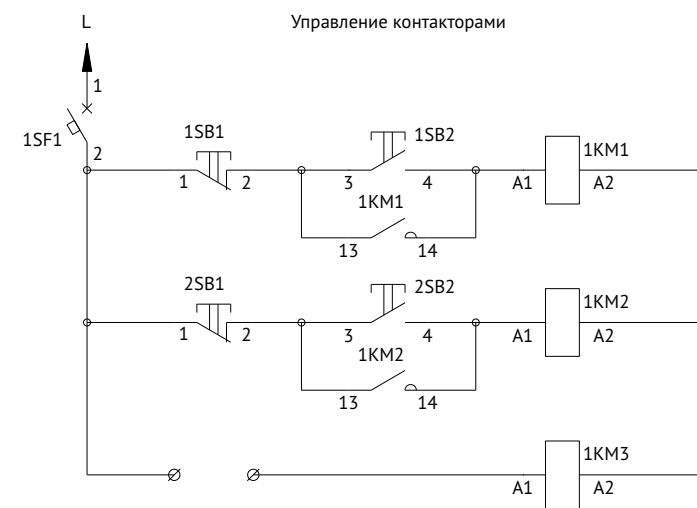 L Управление контакторами
1
1SF1
2
1SB1 1SB2 1KM1
1 2 3 4 A1 A2
1KM1
13 14
2SB1 2SB2 1KM2
1 2 3 4 A1 A2
1KM2
13 14
1KM3
A1 A2